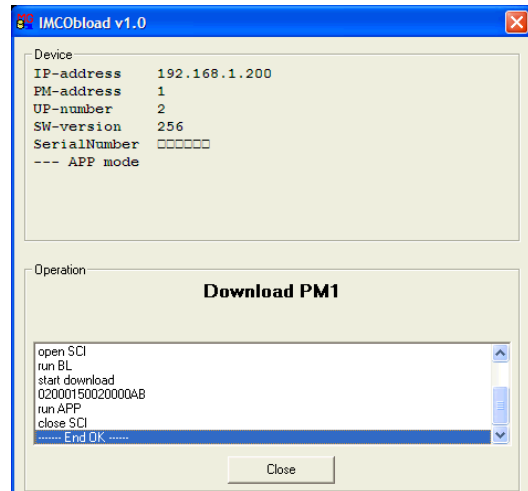 IMCObload v1.0
Device
IP-address 192.168.1.200
PM-address 1
UP-number 2
SW-version 256
SerialNumber □□□□□□
--- APP mode
Operation
Download PM1
open SCI
run BL
start download
02000150020000AB
run APP
close SCI
------- End OK ------
Close